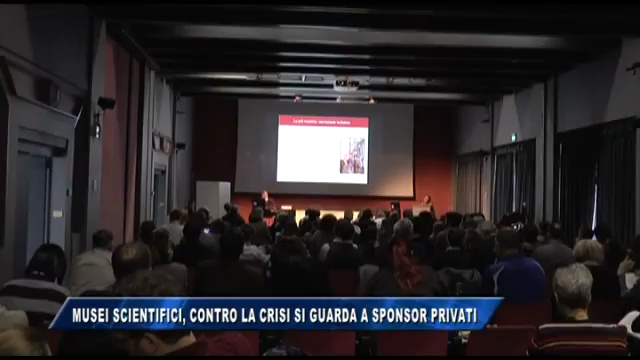 MUSEI SCIENTIFICI, CONTRO LA CRISI SI GUARDA A SPONSOR PRIVATI